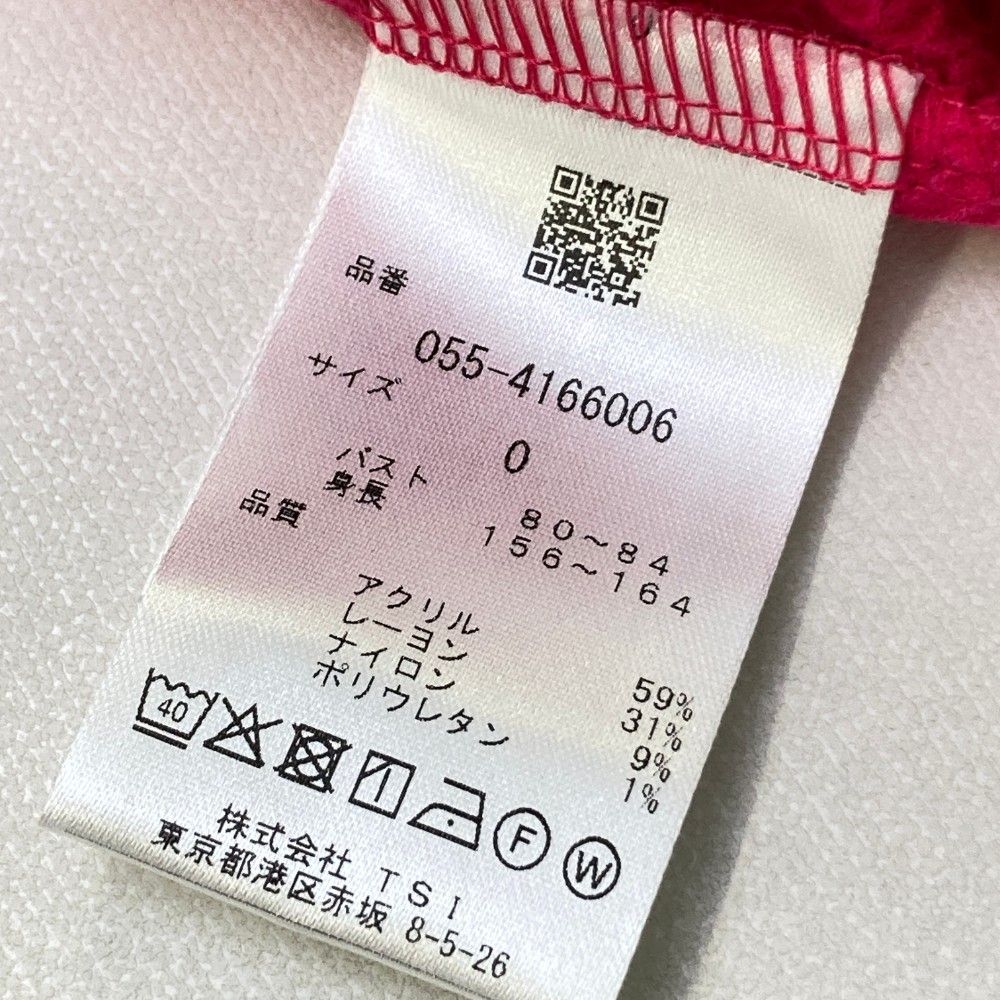 品番
055-4166006
サイズ
0
バスト 80～84
身長 156～164
品質
アクリル 59%
レーヨン 31%
ナイロン 9%
ポリウレタン 1%
40
F W
株式会社 TSI
東京都港区赤坂 8-5-26